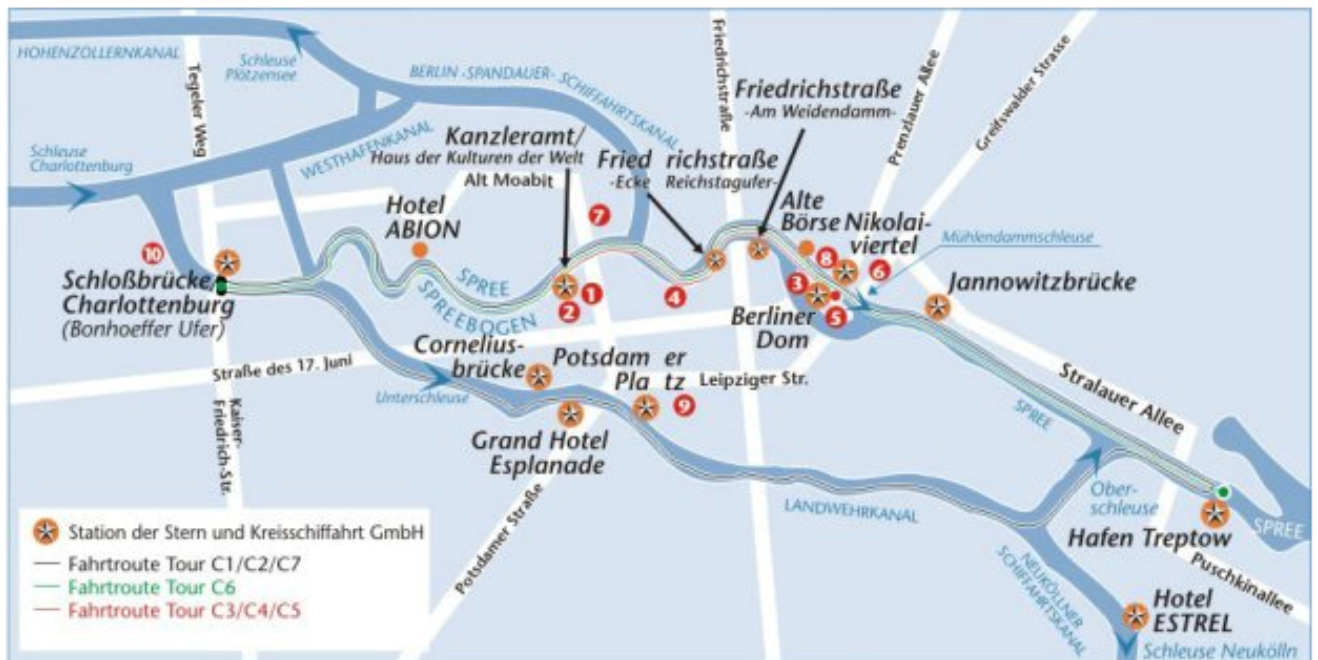 HOHENZOLLERNKANAL
Schleuse
Plötzensee
Tegeler Weg
BERLIN -SPANDAUER- SCHIFFAHRTSKANAL
Friedrichstraße
Friedrichstraße
-Am Weidendamm-
Prenzlauer Allee
Greifswalder Strasse
Schleuse
Charlottenburg
WESTHAFENKANAL
Kanzleramt/
Haus der Kulturen der Welt
Alt Moabit
Fried richstraße
-Ecke Reichstagufer-
Hotel
ABION
7
Alte
Börse
Nikolai-
viertel
Mühlendammschleuse
10
Schloßbrücke/
Charlottenburg
(Bonhoeffer Ufer)
SPREE
SPREEBOGEN
1
2
4
3
8
6
5
Berliner
Dom
Jannowitzbrücke
Straße des 17. Juni
Cornelius-
brücke
Potsdam er
Pla tz
Leipziger Str.
9
Unterschleuse
Kaiser-
Friedrich-Str.
Grand Hotel
Esplanade
SPREE
Stralauer Allee
Potsdamer Straße
LANDWEHRKANAL
Ober-
schleuse
Hafen Treptow
SPREE
Puschkinallee
NEUKÖLLNER
SCHIFFAHRTSKANAL
Hotel
ESTREL
Schleuse Neukölln
Station der Stern und Kreisschiffahrt GmbH
Fahrtroute Tour C1/C2/C7
Fahrtroute Tour C6
Fahrtroute Tour C3/C4/C5